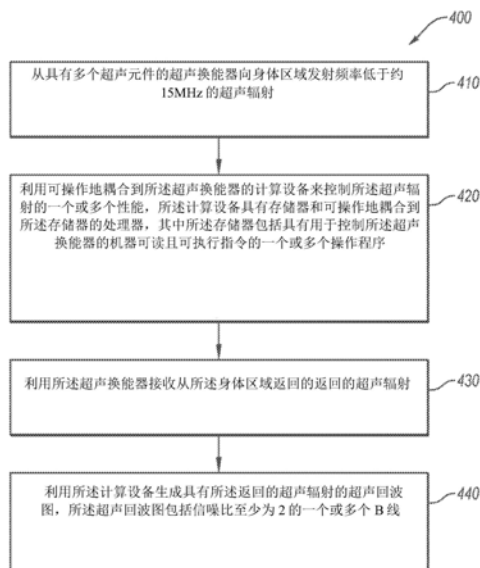 400
从具有多个超声元件的超声换能器向身体区域发射频率低于约
15MHz的超声辐射
410
利用可操作地耦合到所述超声换能器的计算设备来控制所述超声辐
射的一个或多个性能，所述计算设备具有存储器和可操作地耦合到
所述存储器的处理器，其中所述存储器包括具有用于控制所述超声
换能器的机器可读且可执行指令的一个或多个操作程序
420
利用所述超声换能器接收从所述身体区域返回的返回的超声辐射
430
利用所述计算设备生成具有所述返回的超声辐射的超声回波
图，所述超声回波图包括信噪比至少为2的一个或多个B线
440